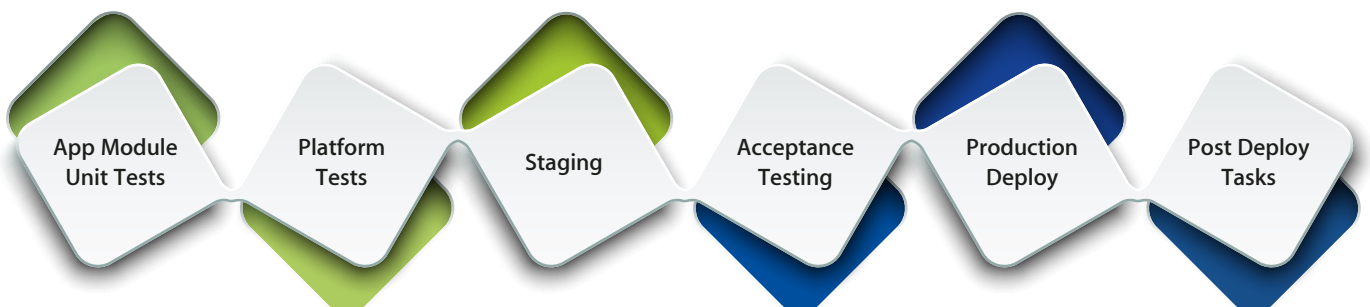 App Module
Unit Tests
Platform
Tests
Staging
Acceptance
Testing
Production
Deploy
Post Deploy
Tasks